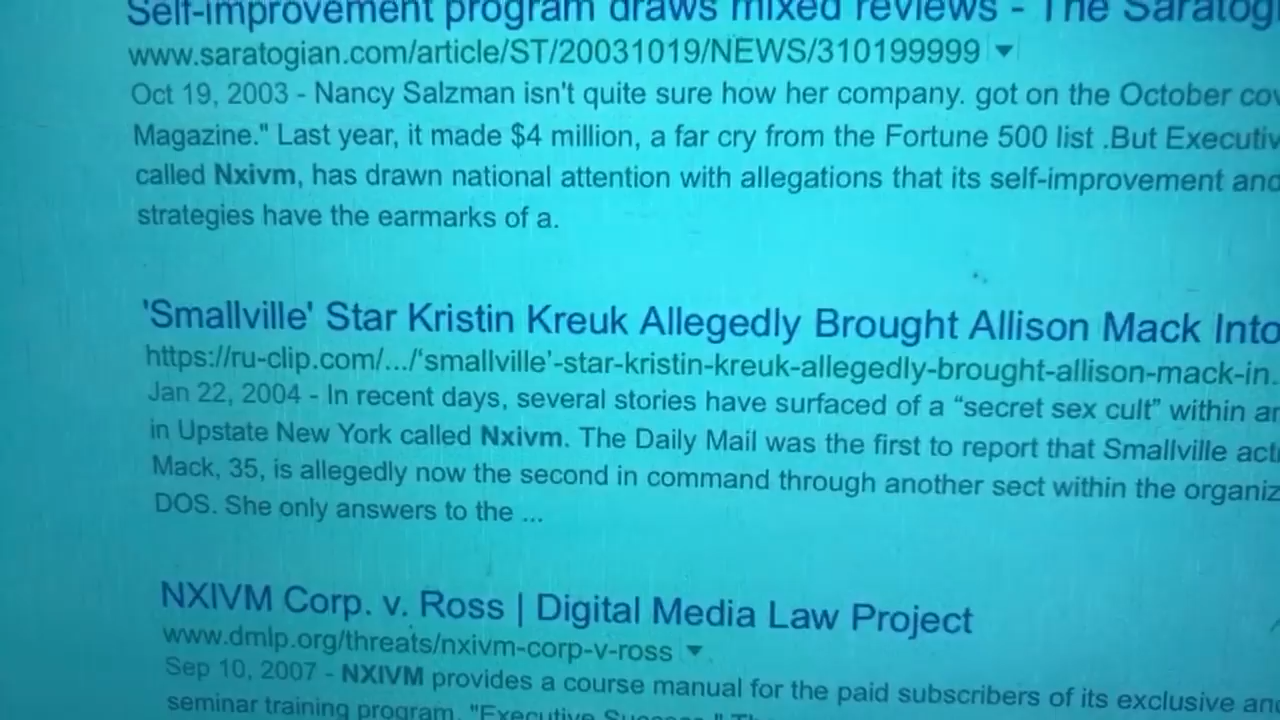 Self-improvement program draws mixed reviews - The Saratogi
www.saratogian.com/article/ST/20031019/NEWS/310199999
Oct 19, 2003 - Nancy Salzman isn't quite sure how her company. got on the October
Magazine." Last year, it made $4 million, a far cry from the Fortune 500 list .But
called Nxivm, has drawn national attention with allegations that its self-improvement and
strategies have the earmarks of a.
'Smallville' Star Kristin Kreuk Allegedly Brought Allison Mack Into
https://ru-clip.com/.../‘smallville’-star-kristin-kreuk-allegedly-brought-allison-mack-in...
Jan 22, 2004 - In recent days, several stories have surfaced of a “secret sex cult” within
in Upstate New York called Nxivm. The Daily Mail was the first to report that Smallville
Mack, 35, is allegedly now the second in command through another sect within the
DOS. She only answers to the ...
NXIVM Corp. v. Ross | Digital Media Law Project
www.dmlp.org/threats/nxivm-corp-v-ross
Sep 10, 2007 - NXIVM provides a course manual for the paid subscribers of its exclusive and
seminar training program, "Executive Success."